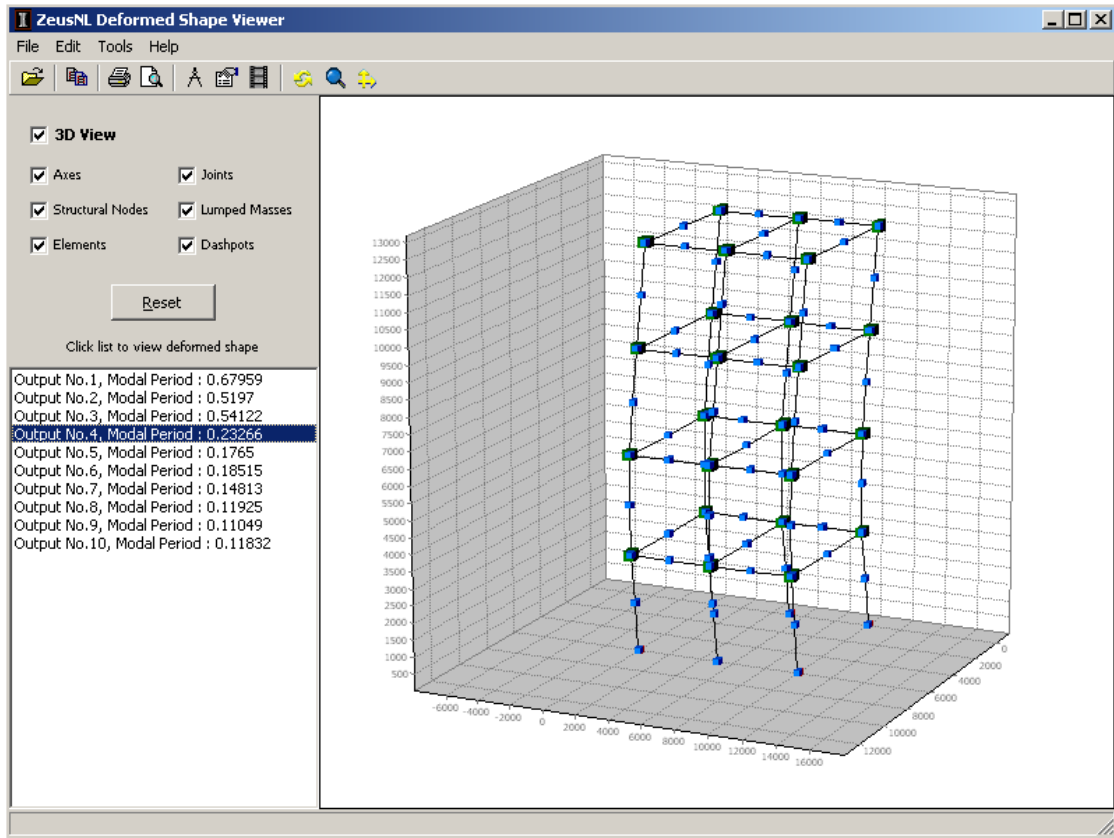 ZeusNL Deformed Shape Viewer
File Edit Tools Help
3D View
Axes Joints
Structural Nodes Lumped Masses
Elements Dashpots
Reset
Click list to view deformed shape
Output No.1, Modal Period : 0.67959
Output No.2, Modal Period : 0.5197
Output No.3, Modal Period : 0.54122
Output No.4, Modal Period : 0.23266
Output No.5, Modal Period : 0.1765
Output No.6, Modal Period : 0.18515
Output No.7, Modal Period : 0.14813
Output No.8, Modal Period : 0.11925
Output No.9, Modal Period : 0.11049
Output No.10, Modal Period : 0.11832
13000
12500
12000
11500
11000
10500
10000
9500
9000
8500
8000
7500
7000
6500
6000
5500
5000
4500
4000
3500
3000
2500
2000
1500
1000
500
-6000
-4000
-2000
0
2000
4000
6000
8000
10000
12000
14000
16000
0
2000
4000
6000
8000
10000
12000